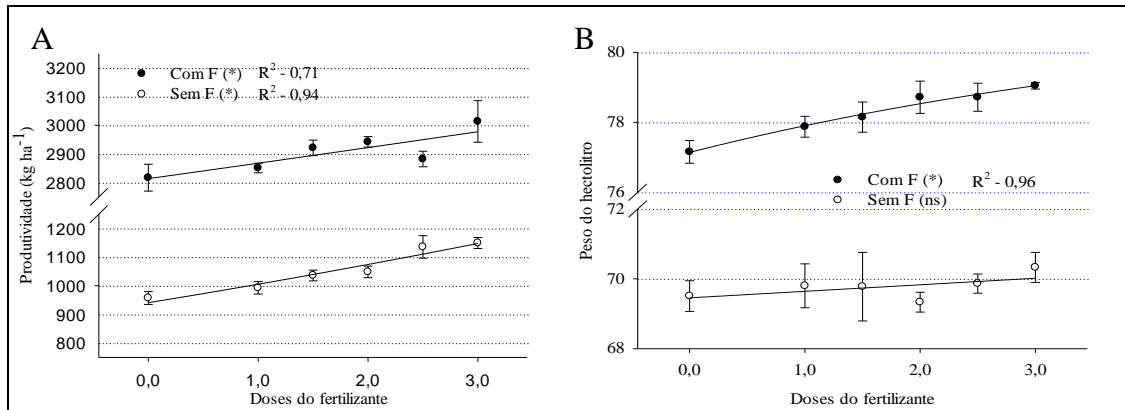 A
Produtividade (kg ha-1)
3200
3100
3000
2900
2800
1200
1100
1000
900
800
Com F (*) R2 - 0,71
Sem F (*) R2 - 0,94
0,0 1,0 2,0 3,0
Doses do fertilizante
B
Peso do hectolitro
80
78
76
72
70
68
Com F (*) R2 - 0,96
Sem F (ns)
0,0 1,0 2,0 3,0
Doses do fertilizante